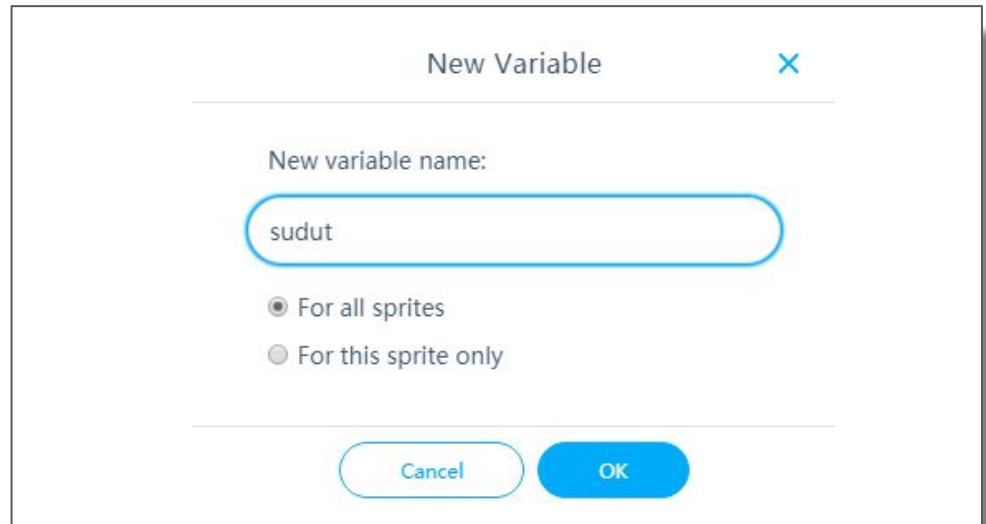 New Variable
New variable name:
sudut
For all sprites
For this sprite only
Cancel OK